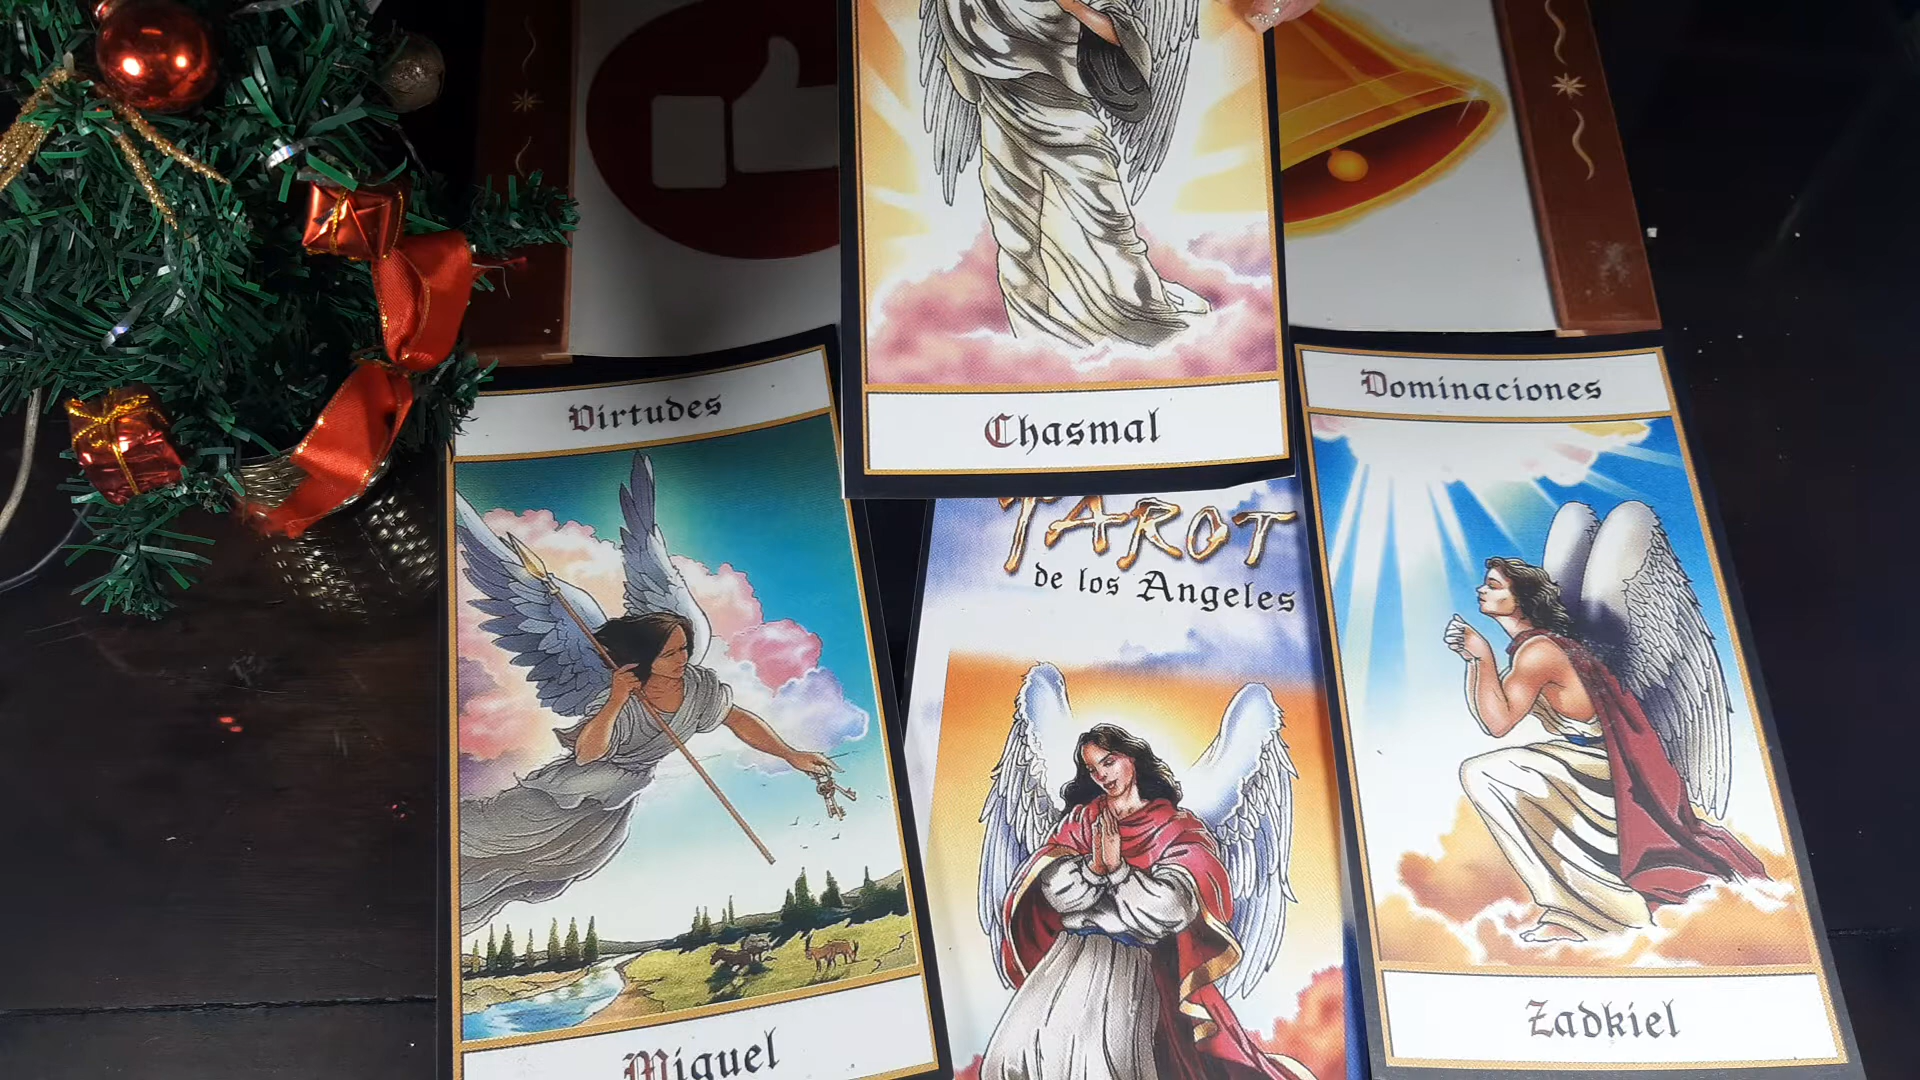 Virtudes
Miguel
Chasmal
TAROT
de los Angeles
Dominaciones
Zadkiel